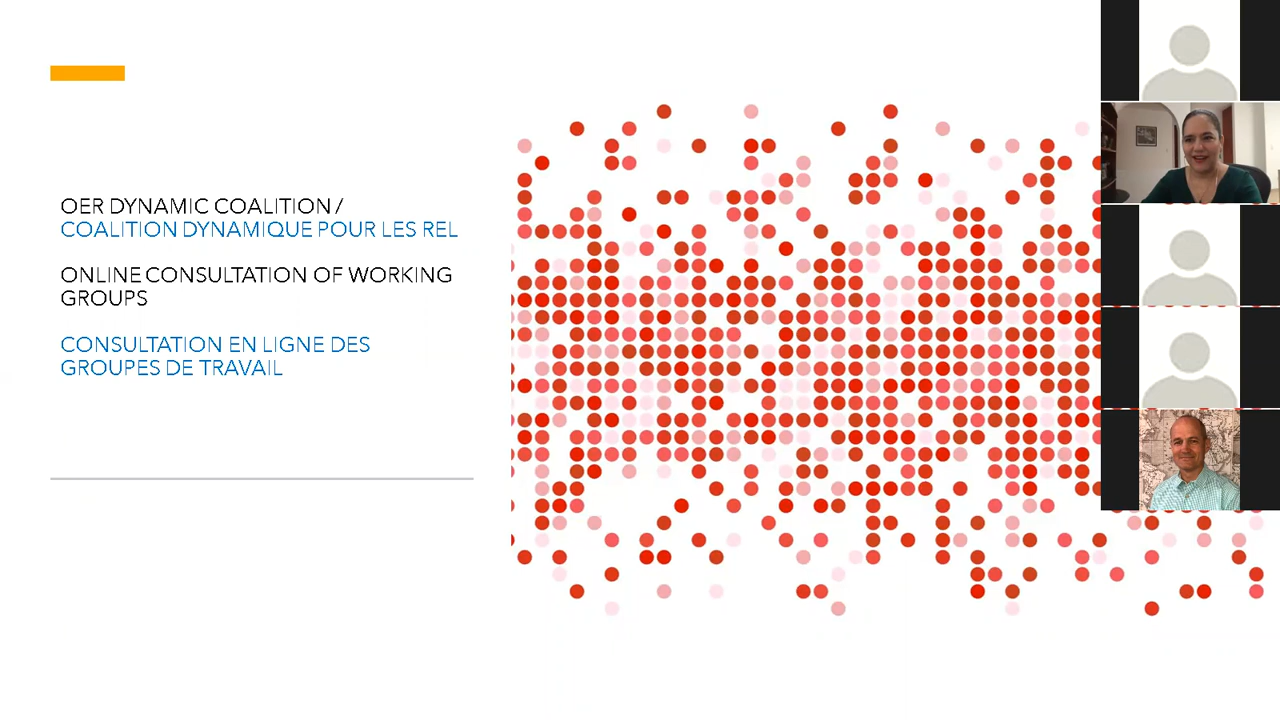 OER DYNAMIC COALITION /
COALITION DYNAMIQUE POUR LES REL
ONLINE CONSULTATION OF WORKING
GROUPS
CONSULTATION EN LIGNE DES
GROUPES DE TRAVAIL